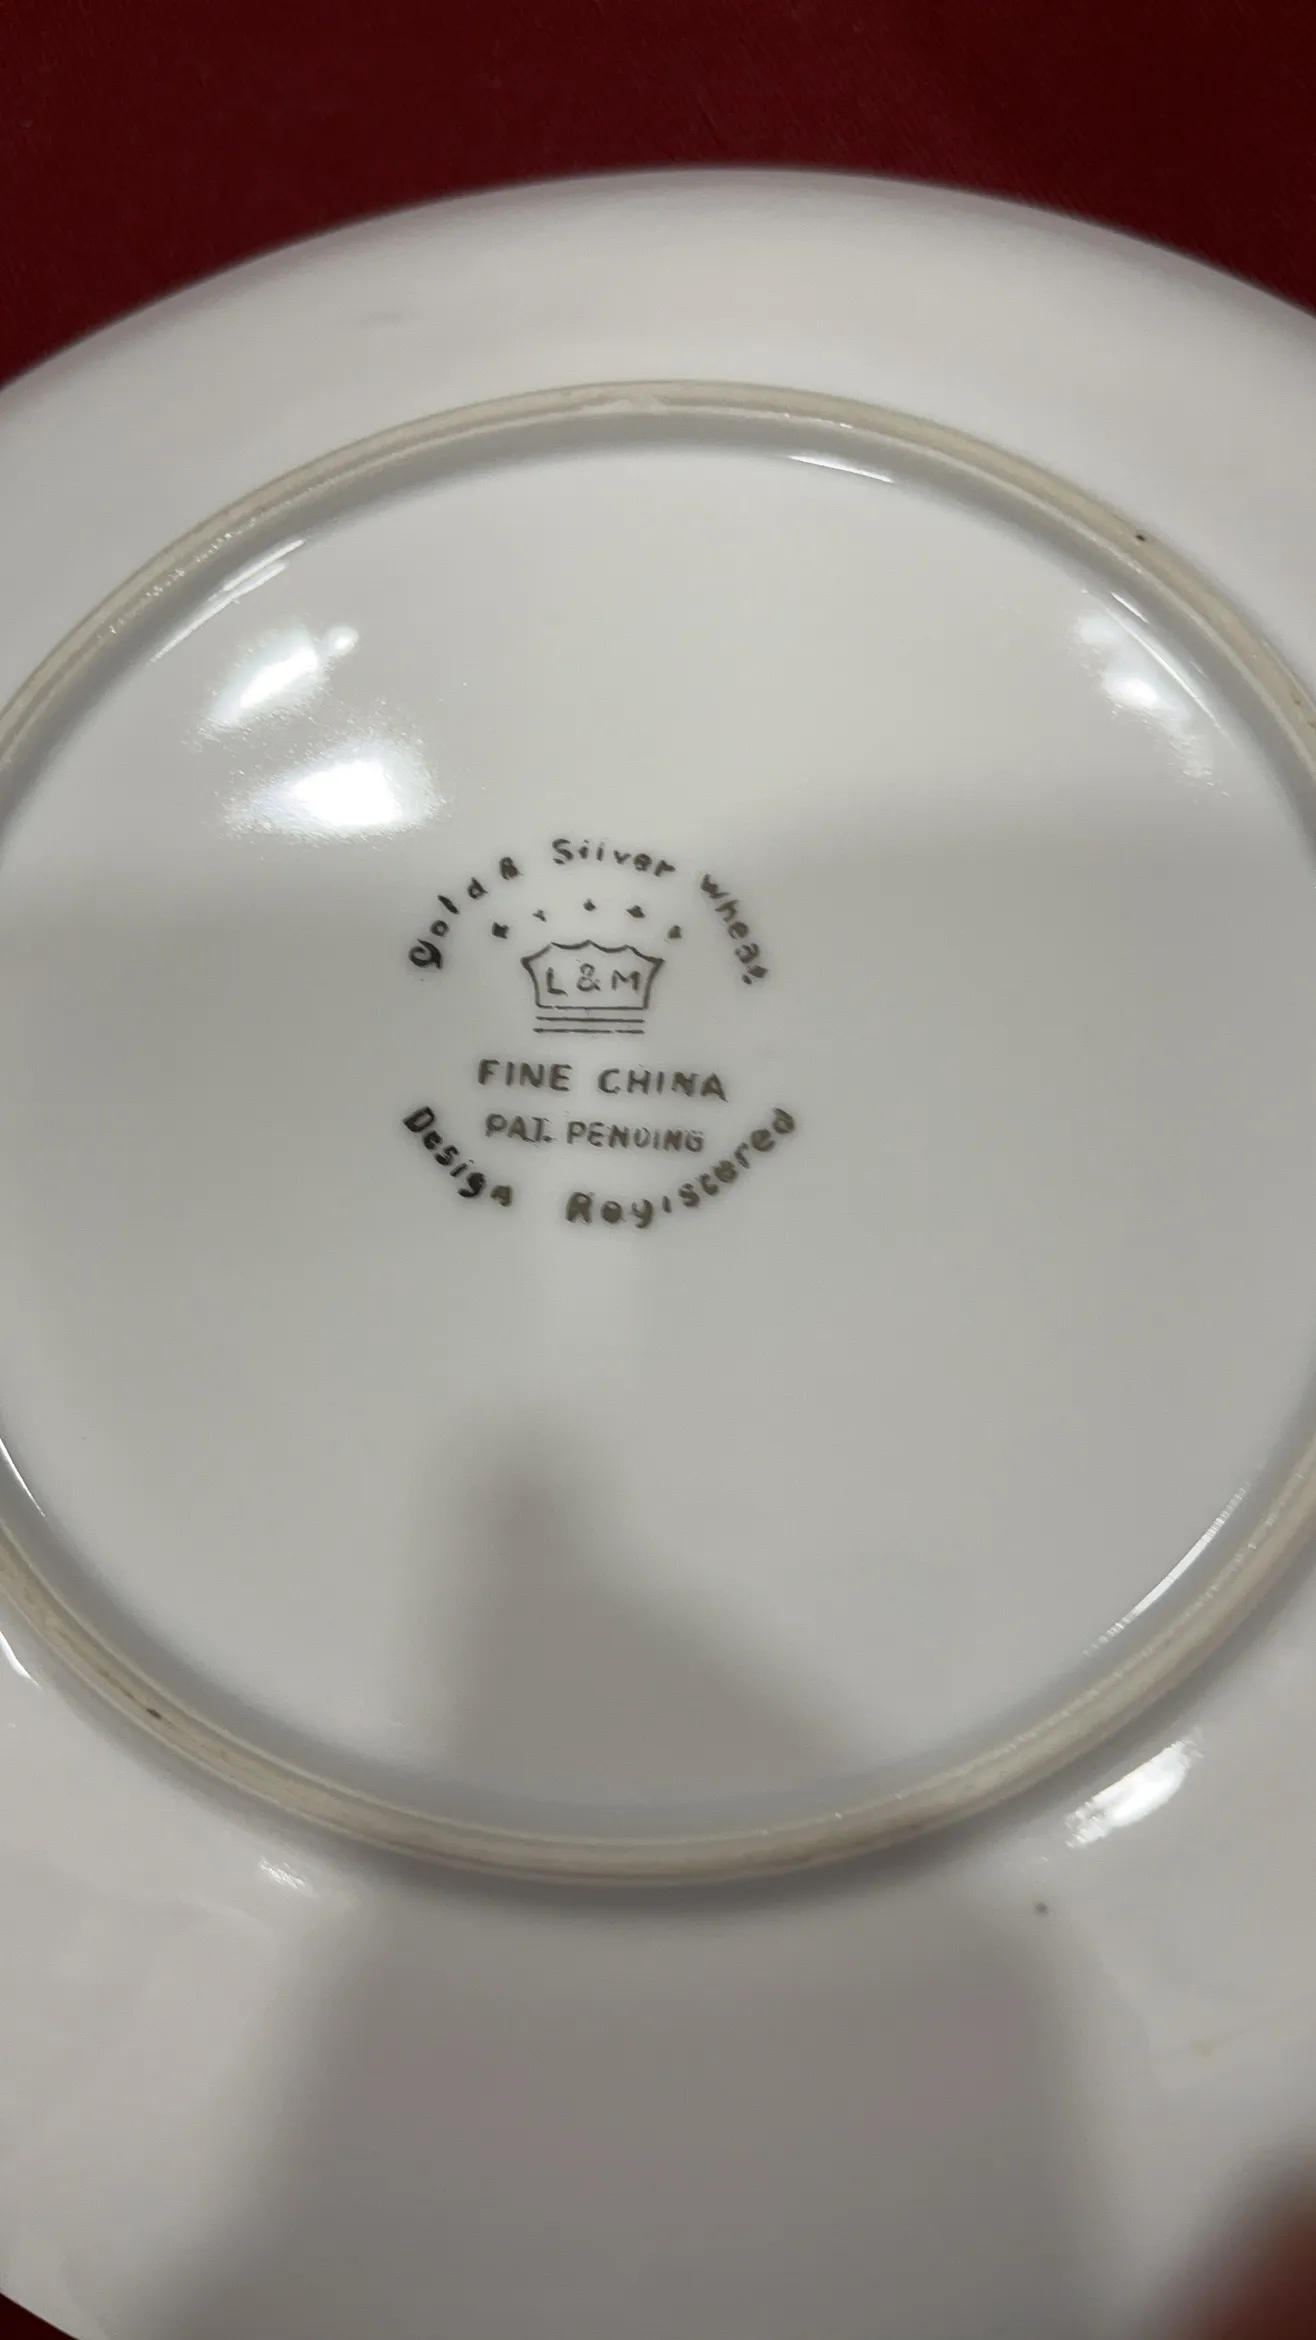 Gold & Silver Wheat
L & M
FINE CHINA
PAT. PENDING
Design Registered